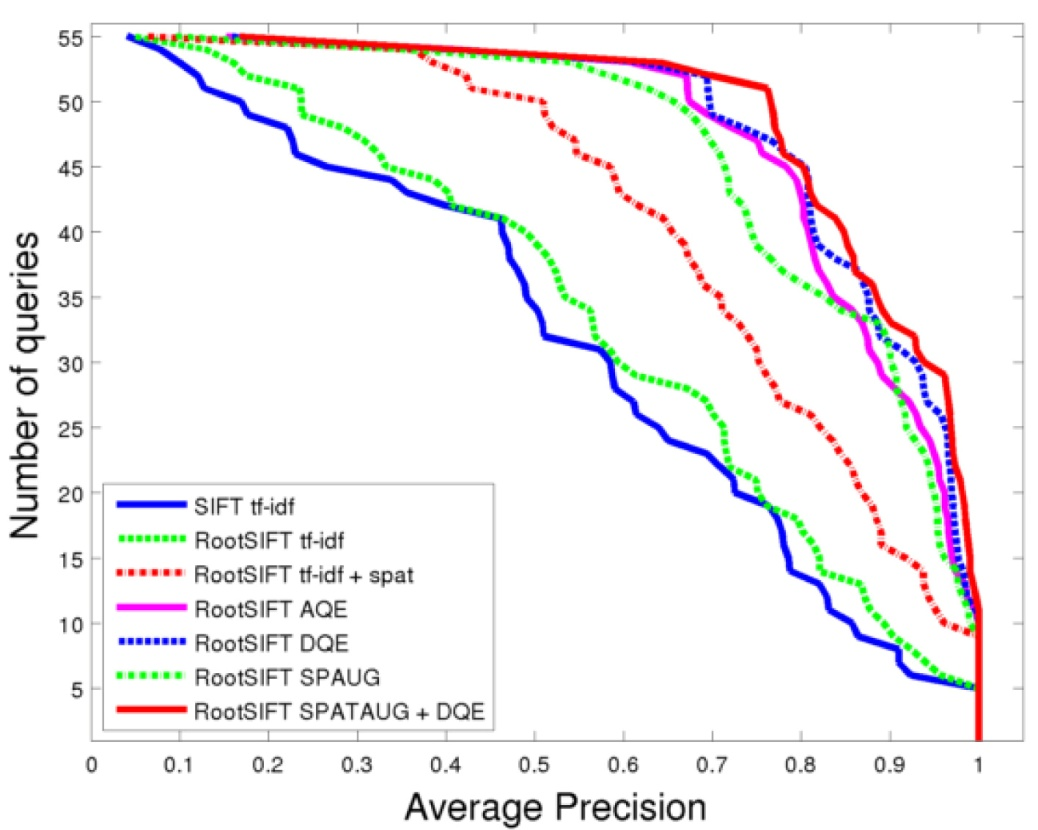 Number of queries
55
50
45
40
35
30
25
20
15
10
5
SIFT tf-idf
RootSIFT tf-idf
RootSIFT tf-idf + spat
RootSIFT AQE
RootSIFT DQE
RootSIFT SPAUG
RootSIFT SPATAUG + DQE
0 0.1 0.2 0.3 0.4 0.5 0.6 0.7 0.8 0.9 1
Average Precision